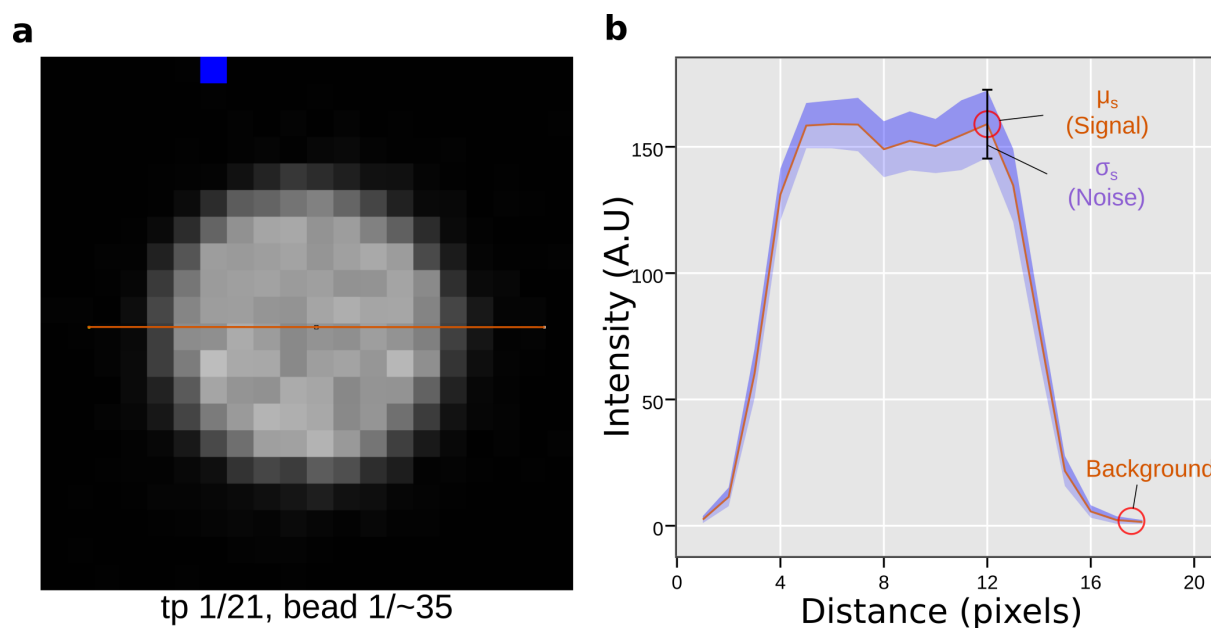 a
tp 1/21, bead 1/~35
b
Intensity (A.U)
150
100
50
0
0 4 8 12 16 20
Distance (pixels)
μs
(Signal)
σs
(Noise)
Background